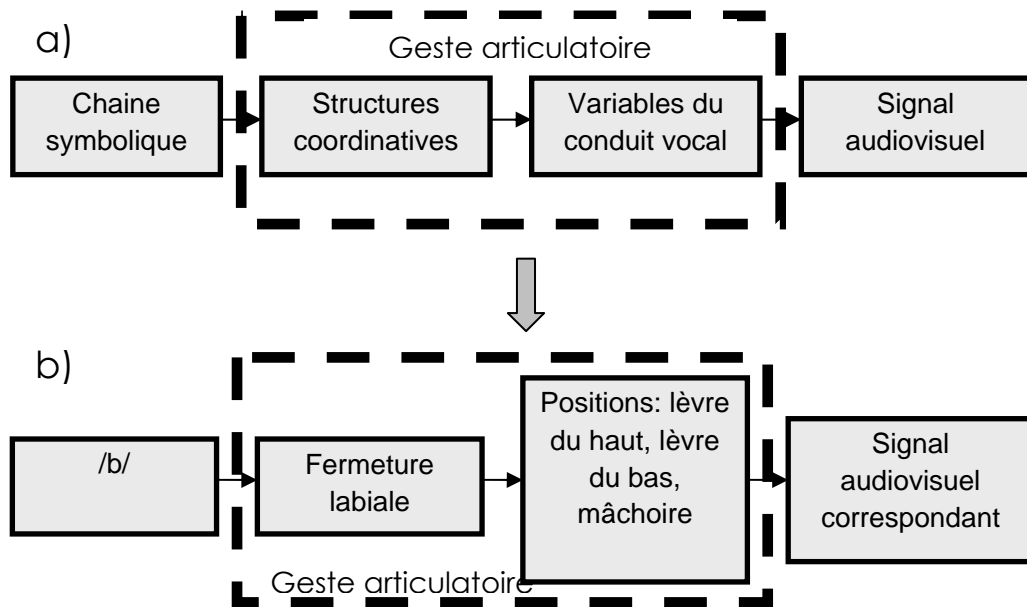 a)
Geste articulatoire
Chaine
symbolique
Structures
coordinatives
Variables du
conduit vocal
Signal
audiovisuel
b)
/b/
Fermeture
labiale
Positions: lèvre
du haut, lèvre
du bas,
mâchoire
Signal
audiovisuel
correspondant
Geste articulatoire